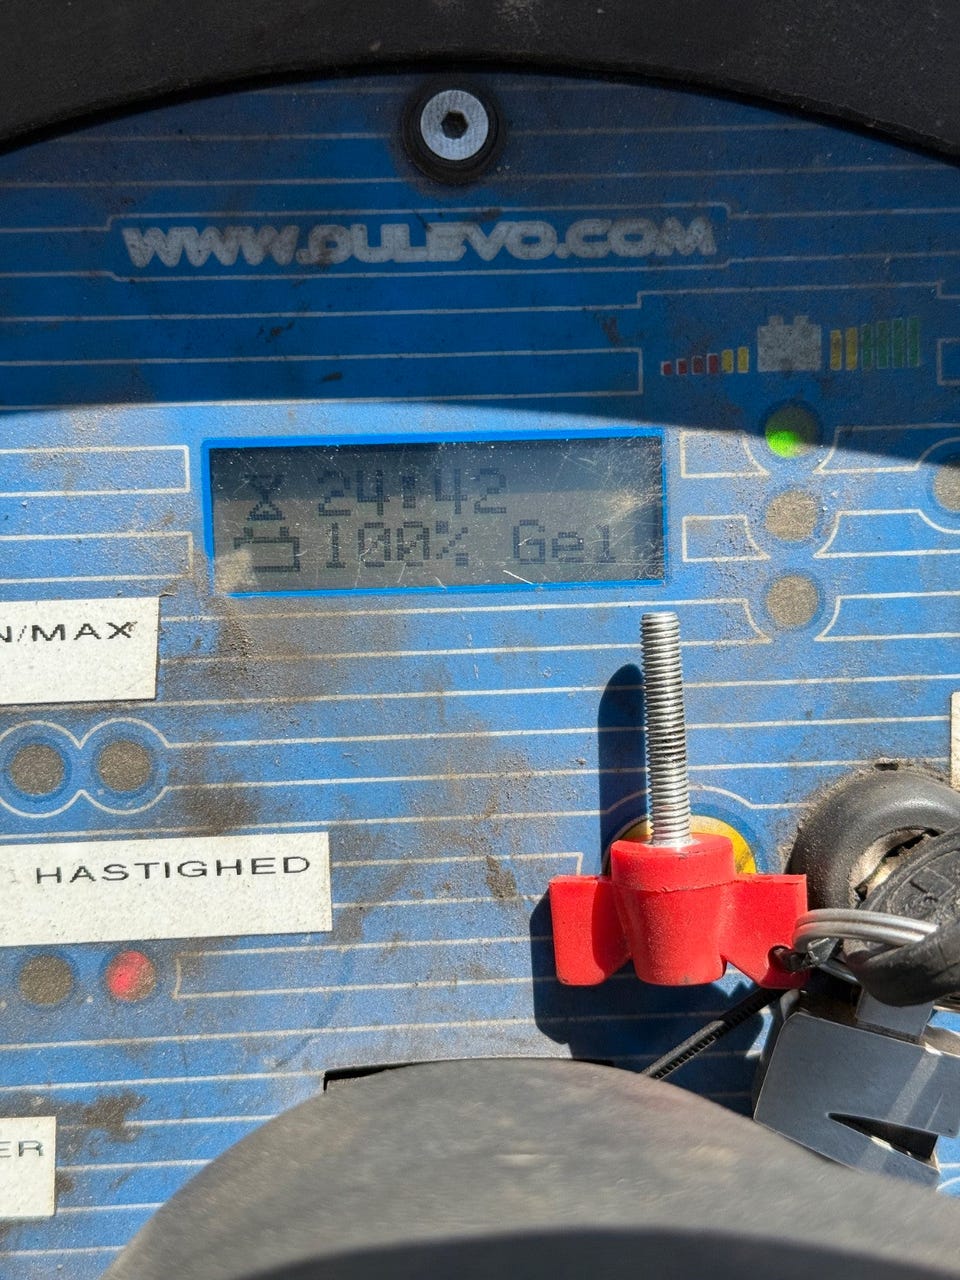 WWW.DULEVO.COM
24:42
100% Gel
N/MAX
HASTIGHED
ER